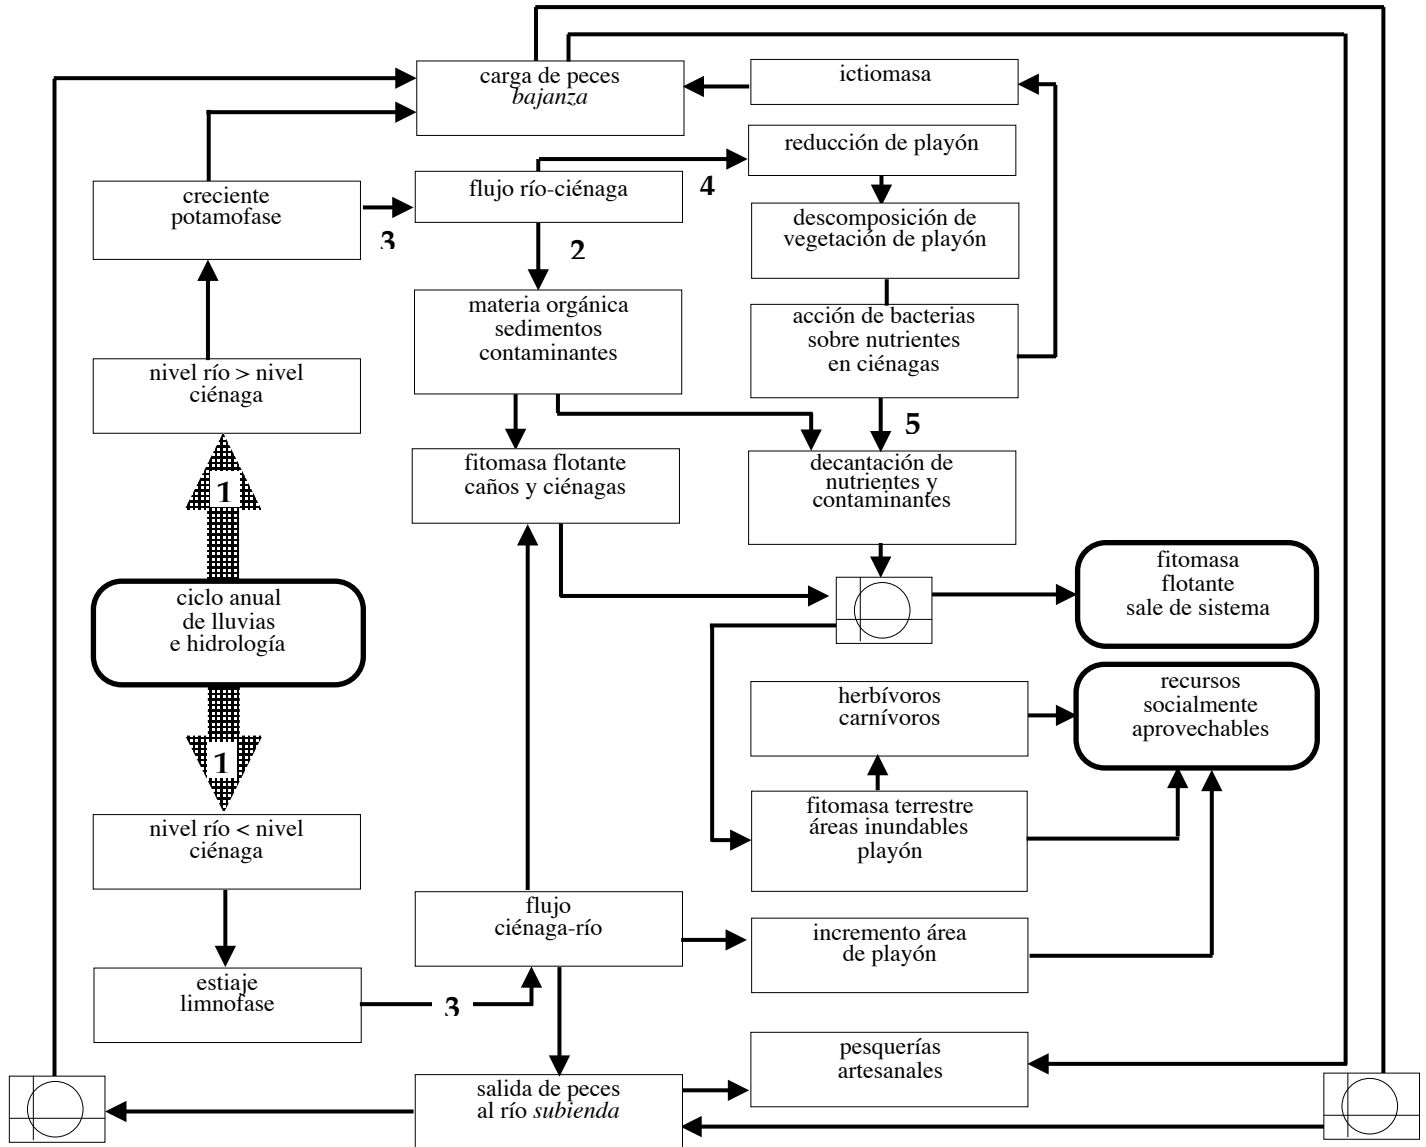 carga de peces
bajanza
ictiomasa
reducción de playón
4
creciente
potamofase
3
flujo río-ciénaga
2
descomposición de
vegetación de playón
materia orgánica
sedimentos
contaminantes
acción de bacterias
sobre nutrientes
en ciénagas
nivel río > nivel
ciénaga
5
1
fitomasa flotante
caños y ciénagas
decantación de
nutrientes y
contaminantes
ciclo anual
de lluvias
e hidrología
fitomasa
flotante
sale de sistema
1
herbívoros
carnívoros
recursos
socialmente
aprovechables
nivel río < nivel
ciénaga
fitomasa terrestre
áreas inundables
playón
flujo
ciénaga-río
incremento área
de playón
estiaje
limnofase
3
pesquerías
artesanales
salida de peces
al río subienda